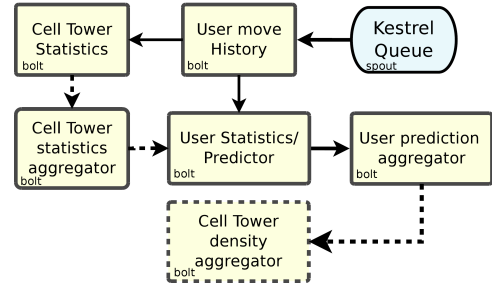 Cell Tower
Statistics
bolt
User move
History
bolt
Kestrel
Queue
spout
Cell Tower
statistics
aggregator
bolt
User Statistics/
Predictor
bolt
User prediction
aggregator
bolt
Cell Tower
density
aggregator
bolt